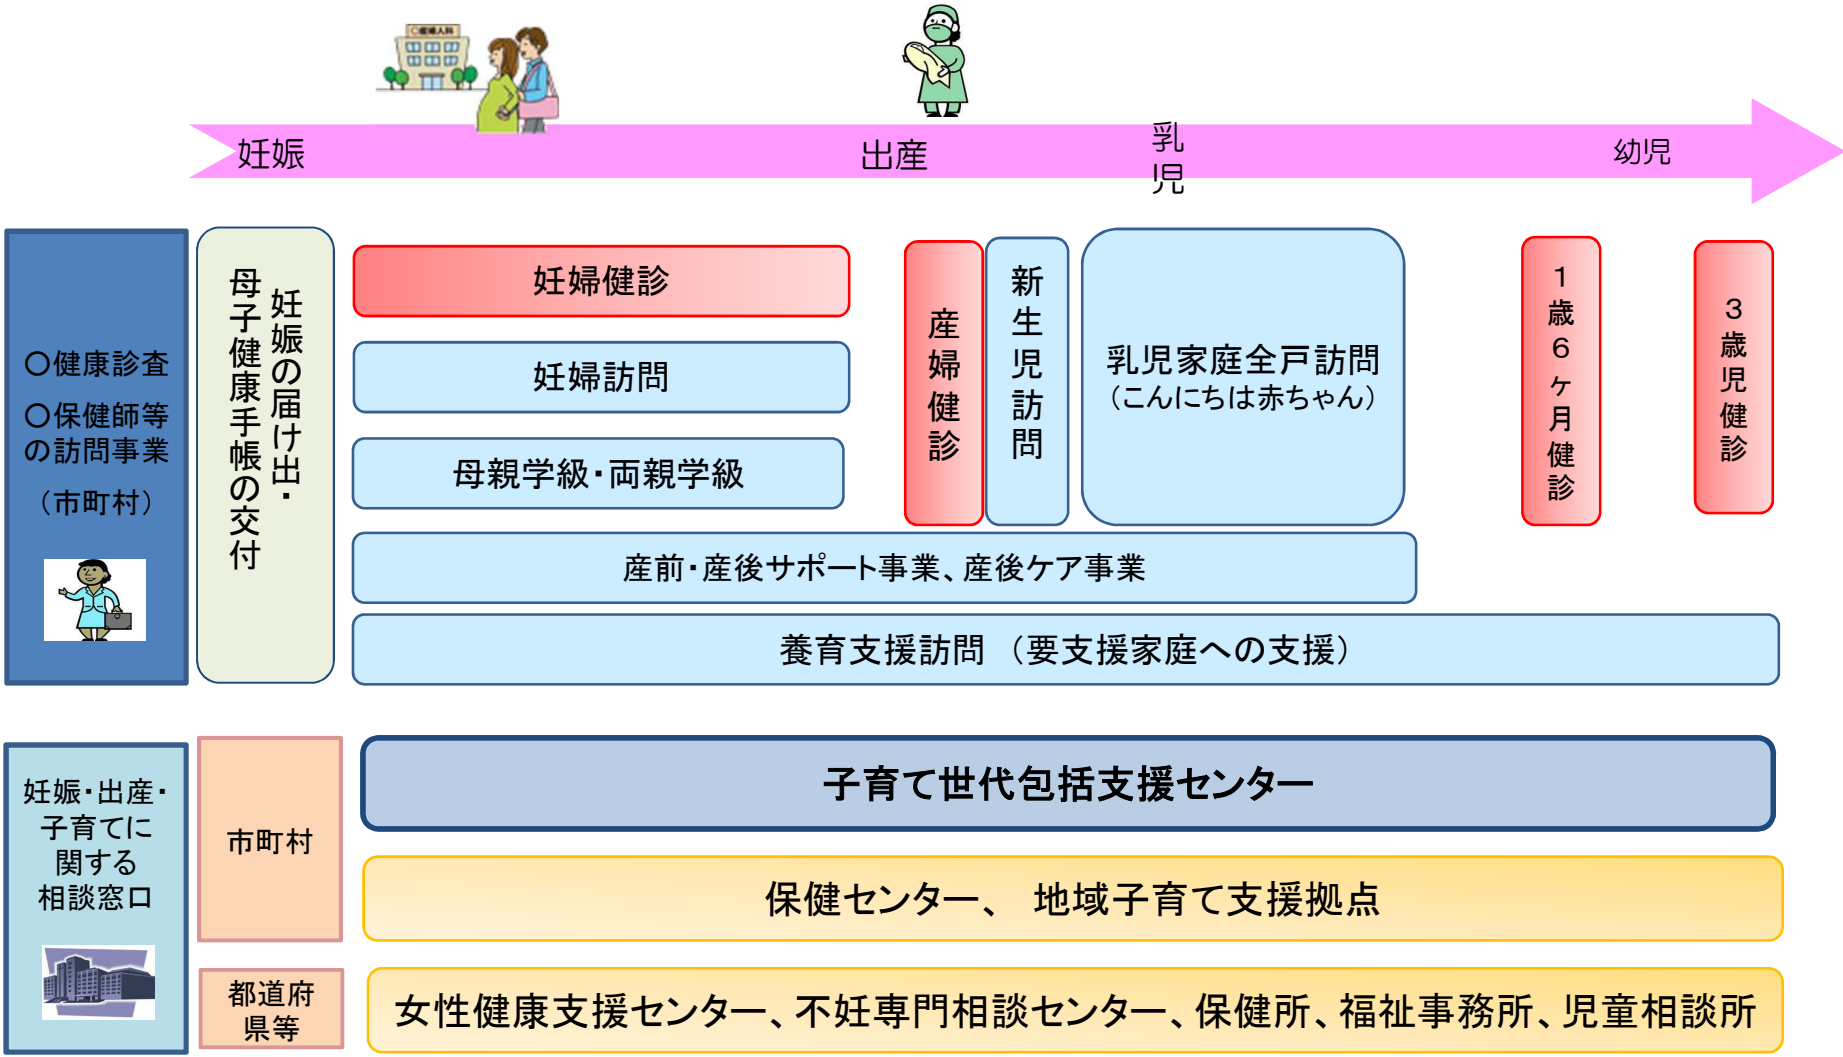 〇産婦人科
妊娠
出産
乳
児
幼児
○健康診査
○保健師等
の訪問事業
（市町村）
妊娠の届け出・
母子健康手帳の交付
妊婦健診
妊婦訪問
母親学級・両親学級
産婦健診
新生児訪問
乳児家庭全戸訪問
（こんにちは赤ちゃん）
１歳６ヶ月健診
３歳児健診
産前・産後サポート事業、産後ケア事業
養育支援訪問 （要支援家庭への支援）
妊娠・出産・
子育てに
関する
相談窓口
市町村
子育て世代包括支援センター
保健センター、 地域子育て支援拠点
都道府
県等
女性健康支援センター、不妊専門相談センター、保健所、福祉事務所、児童相談所